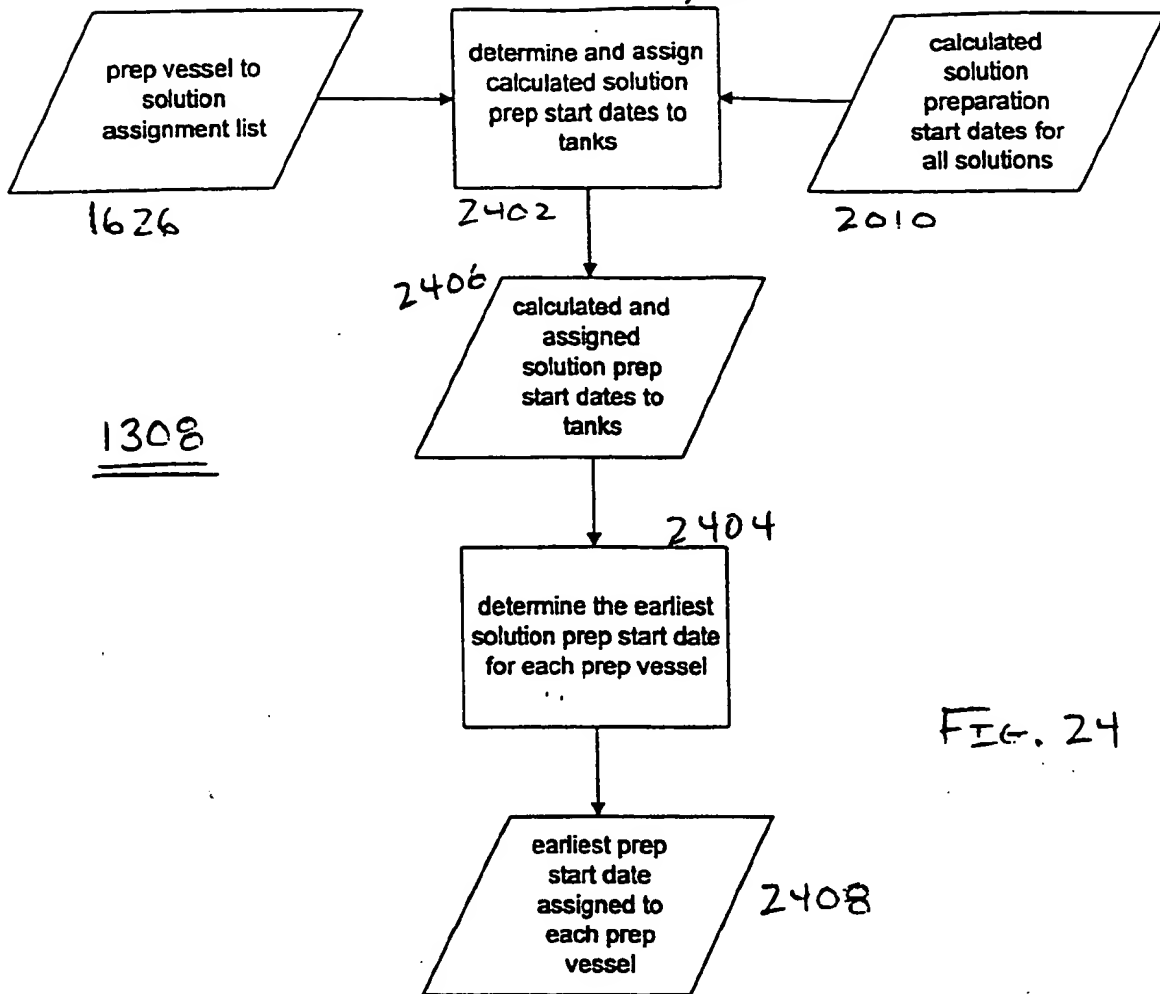 prep vessel to
solution
assignment list
1626
determine and assign
calculated solution
prep start dates to
tanks
2402
calculated
solution
preparation
start dates for
all solutions
2010
2406
calculated and
assigned
solution prep
start dates to
tanks
1308
2404
determine the earliest
solution prep start date
for each prep vessel
FIG. 24
earliest prep
start date
assigned to
each prep
vessel
2408